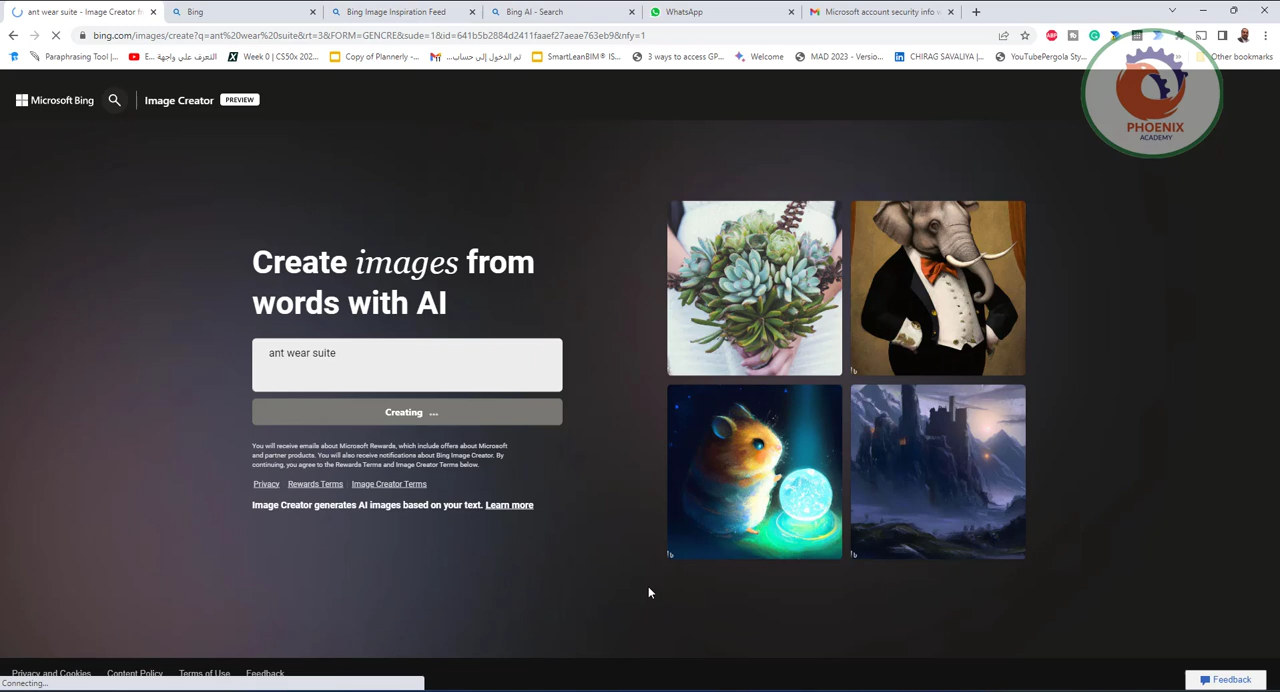 ant wear suite - Image Creator fr
Bing
Bing Image Inspiration Feed
Bing AI - Search
WhatsApp
Microsoft account security info v
bing.com/images/create?q=ant%20wear%20suite&rt=3&FORM=GENCRE&sude=1&id=641b5b2884d2411faaef27aeae763eb9&nfy=1
Paraphrasing Tool |...
E... التعرف علي واجهة
Week 0 | CS50x 202...
Copy of Plannerly -...
تم الدخول إلى حساب...
SmartLeanBIM® IS...
3 ways to access GP...
Welcome
MAD 2023 - Versio...
CHIRAG SAVALIYA |...
YouTubePergola Sty...
»
Other bookmarks
Microsoft Bing
Image Creator
PREVIEW
PHOENIX
ACADEMY
Create images from
words with AI
ant wear suite
Creating ...
You will receive emails about Microsoft Rewards, which include offers about Microsoft
and partner products. You will also receive notifications about Bing Image Creator. By
continuing, you agree to the Rewards Terms and Image Creator Terms below.
Privacy Rewards Terms Image Creator Terms
Image Creator generates AI images based on your text. Learn more
Privacy and Cookies Content Policy Terms of Use Feedback
Connecting...
Feedback